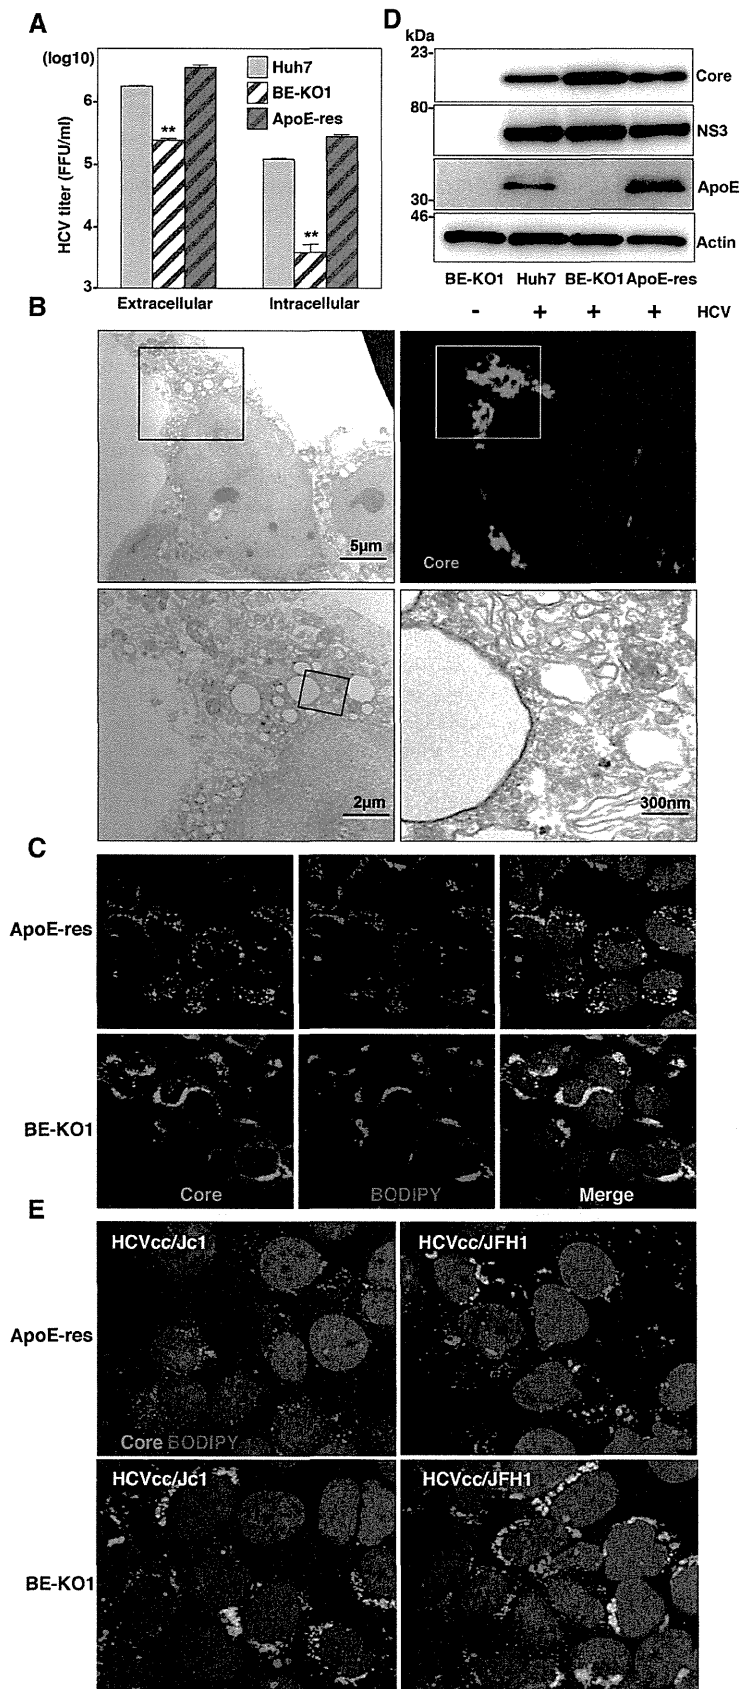 A
(log10)
HCV titer (FFU/ml)
6
5
4
3
Huh7
BE-KO1
ApoE-res
**
**
Extracellular
Intracellular
D
kDa
23-
Core
80-
NS3
ApoE
30-
46-
Actin
BE-KO1 Huh7 BE-KO1 ApoE-res
- + + + HCV
B
5μm
Core
2μm
300nm
C
ApoE-res
BE-KO1
Core
BODIPY
Merge
E
HCVcc/Jc1
HCVcc/JFH1
ApoE-res
Core BODIPY
HCVcc/Jc1
HCVcc/JFH1
BE-KO1